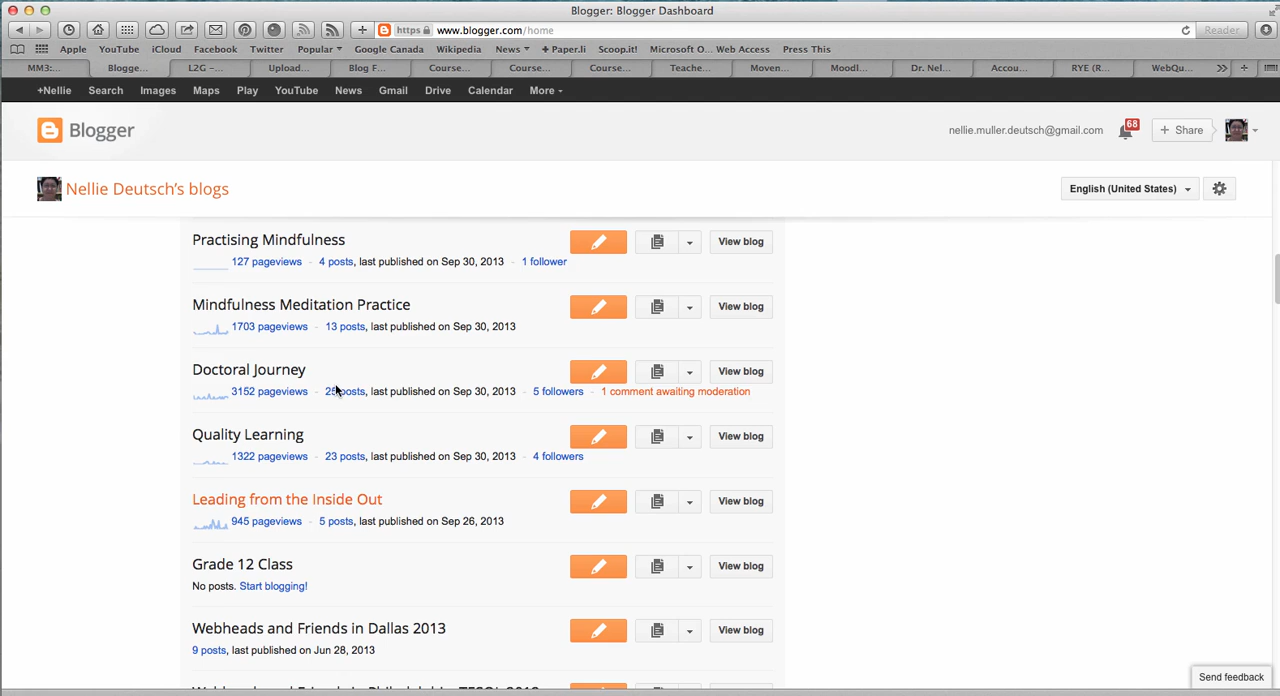 Blogger: Blogger Dashboard
https www.blogger.com/home Reader
Apple YouTube iCloud Facebook Twitter Popular Google Canada Wikipedia News Paper.li Scoop.it! Microsoft O... Web Access Press This
MM3:... Blogge... L2G –... Upload... Blog F... Course... Course... Course... Teache... Moven... Moodl... Dr. Nel... Accou... RYE (R... WebQu...
+Nellie Search Images Maps Play YouTube News Gmail Drive Calendar More
Blogger nellie.muller.deutsch@gmail.com 68 + Share
Nellie Deutsch's blogs English (United States)
Practising Mindfulness View blog
127 pageviews - 4 posts, last published on Sep 30, 2013 - 1 follower
Mindfulness Meditation Practice View blog
1703 pageviews - 13 posts, last published on Sep 30, 2013
Doctoral Journey View blog
3152 pageviews - 25 posts, last published on Sep 30, 2013 - 5 followers - 1 comment awaiting moderation
Quality Learning View blog
1322 pageviews - 23 posts, last published on Sep 30, 2013 - 4 followers
Leading from the Inside Out View blog
945 pageviews - 5 posts, last published on Sep 26, 2013
Grade 12 Class View blog
No posts. Start blogging!
Webheads and Friends in Dallas 2013 View blog
9 posts, last published on Jun 28, 2013
Send feedback